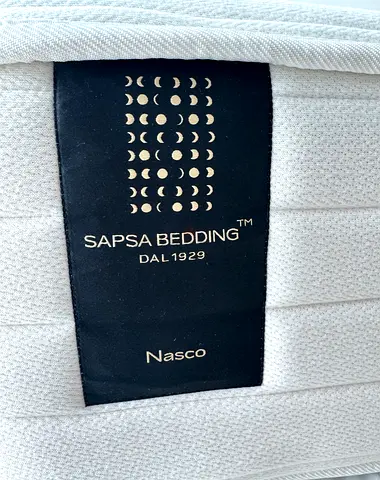 SAPSA BEDDING™
DAL 1929
Nasco